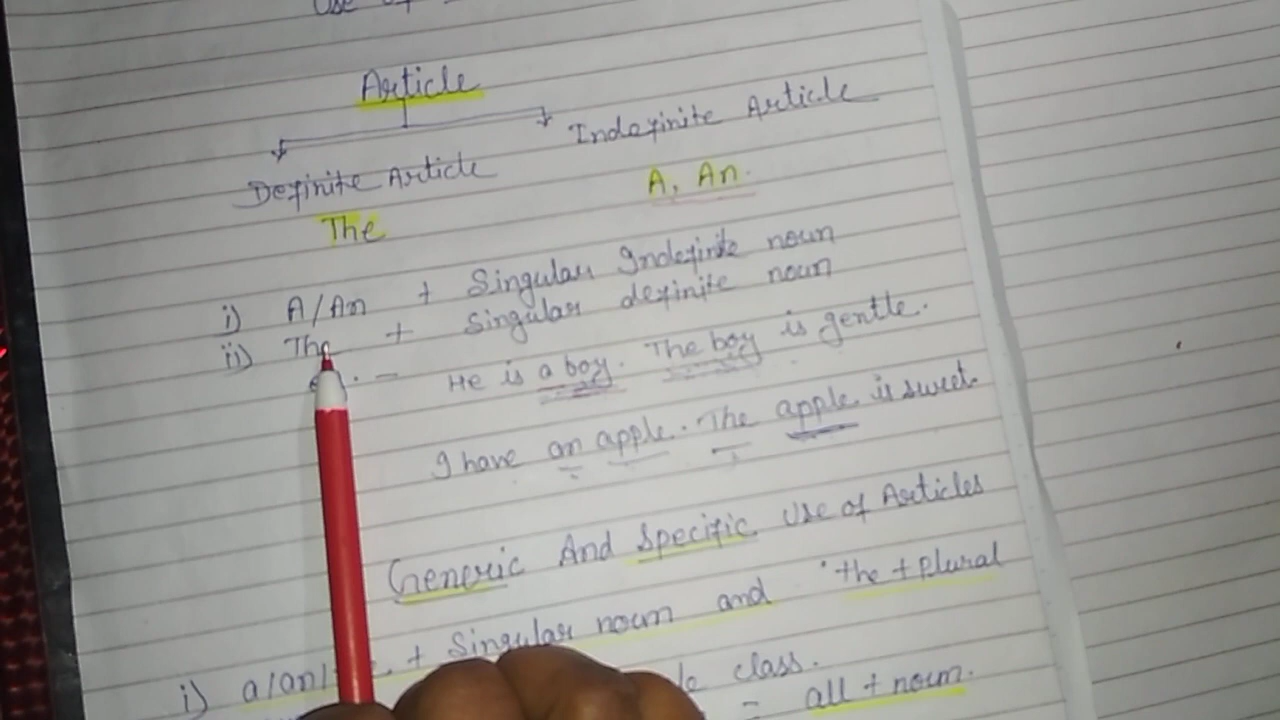 Use of
Article
Definite Article Indefinite Article
The A, An.
i) A/An + Singular Indefinite noun
ii) The + Singular definite noun
- He is a boy. The boy is gentle.
I have an apple. The apple is sweet.
Generic And Specific Use of Articles
i) a/an/ + Singular noun and 'the + plural
class.
= all + noun.